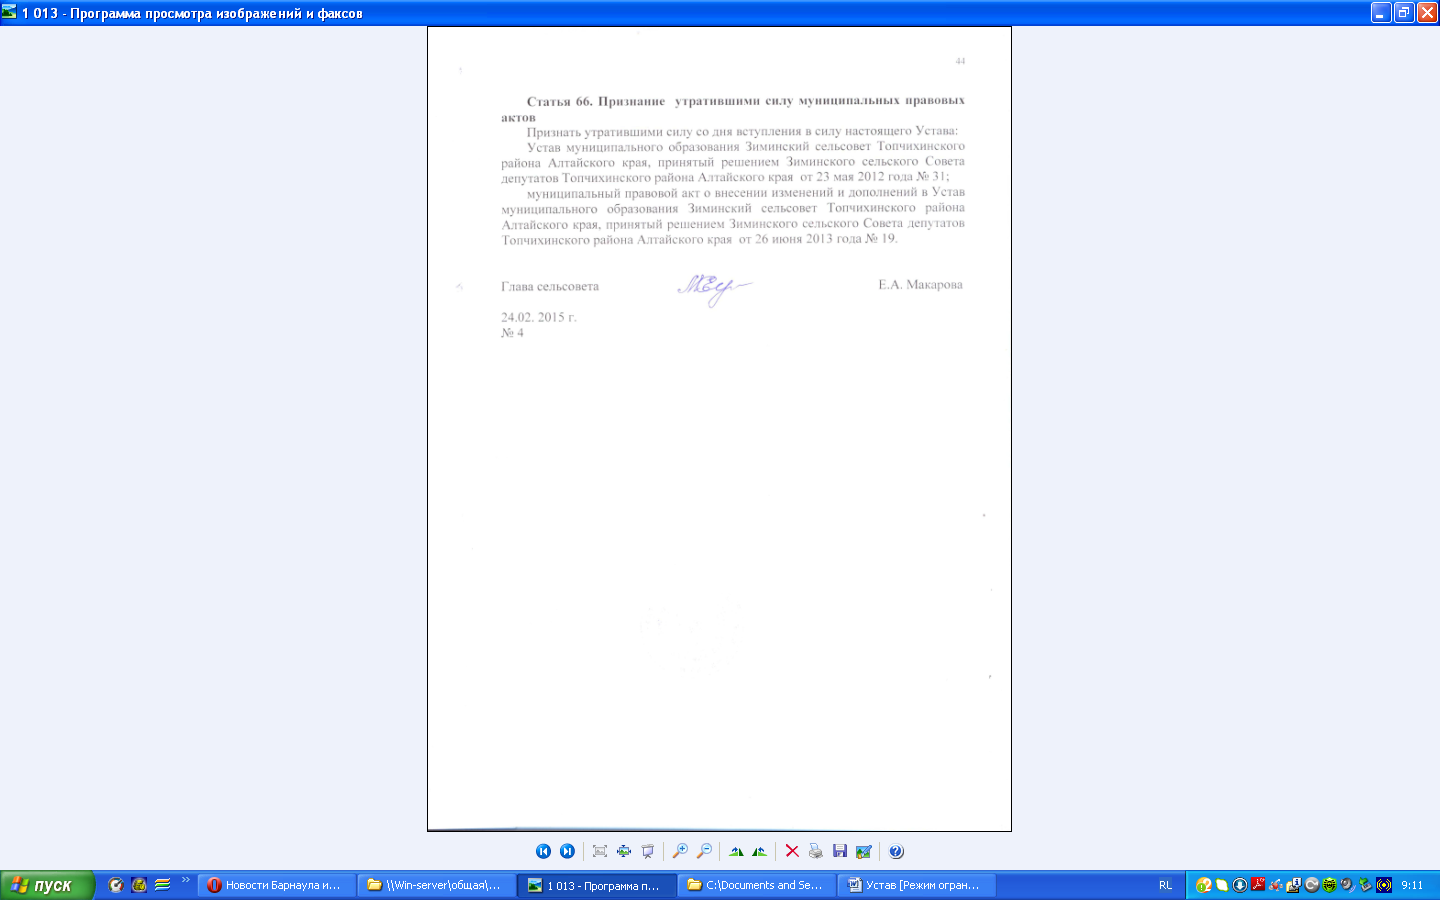 1 013 - Программа просмотра изображений и факсов
44
Статья 66. Признание утратившими силу муниципальных правовых
актов
Признать утратившими силу со дня вступления в силу настоящего Устава:
Устав муниципального образования Зиминский сельсовет Топчихинского
района Алтайского края, принятый решением Зиминского сельского Совета
депутатов Топчихинского района Алтайского края от 23 мая 2012 года № 31;
муниципальный правовой акт о внесении изменений и дополнений в Устав
муниципального образования Зиминский сельсовет Топчихинского района
Алтайского края, принятый решением Зиминского сельского Совета депутатов
Топчихинского района Алтайского края от 26 июня 2013 года № 19.
Глава сельсовета Е.А. Макарова
24.02. 2015 г.
№ 4
пуск
Новости Барнаула и...
\\Win-server\общая\...
1 013 - Программа п...
C:\Documents and Se...
Устав [Режим огран...
RL
9:11